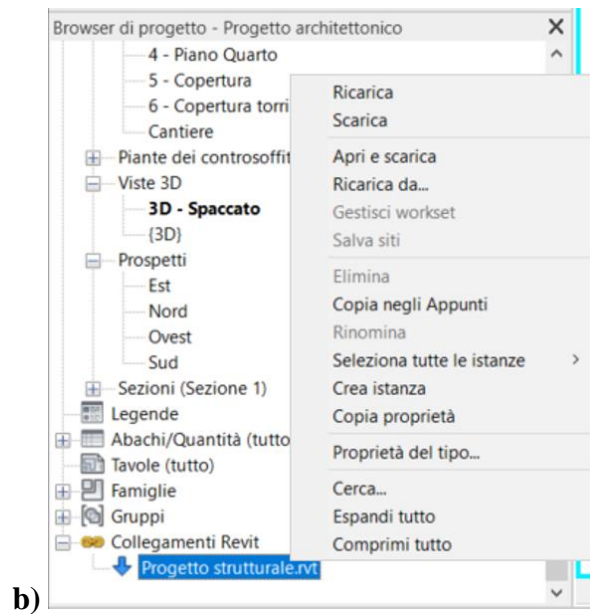 Browser di progetto - Progetto architettonico
4 - Piano Quarto
5 - Copertura
6 - Copertura torri
Cantiere
Piante dei controsoffit
Viste 3D
3D - Spaccato
{3D}
Prospetti
Est
Nord
Ovest
Sud
Sezioni (Sezione 1)
Legende
Abachi/Quantità (tutto
Tavole (tutto)
Famiglie
Gruppi
Collegamenti Revit
Progetto strutturale.rvt
Ricarica
Scarica
Apri e scarica
Ricarica da...
Gestisci workset
Salva siti
Elimina
Copia negli Appunti
Rinomina
Seleziona tutte le istanze
Crea istanza
Copia proprietà
Proprietà del tipo...
Cerca...
Espandi tutto
Comprimi tutto
b)